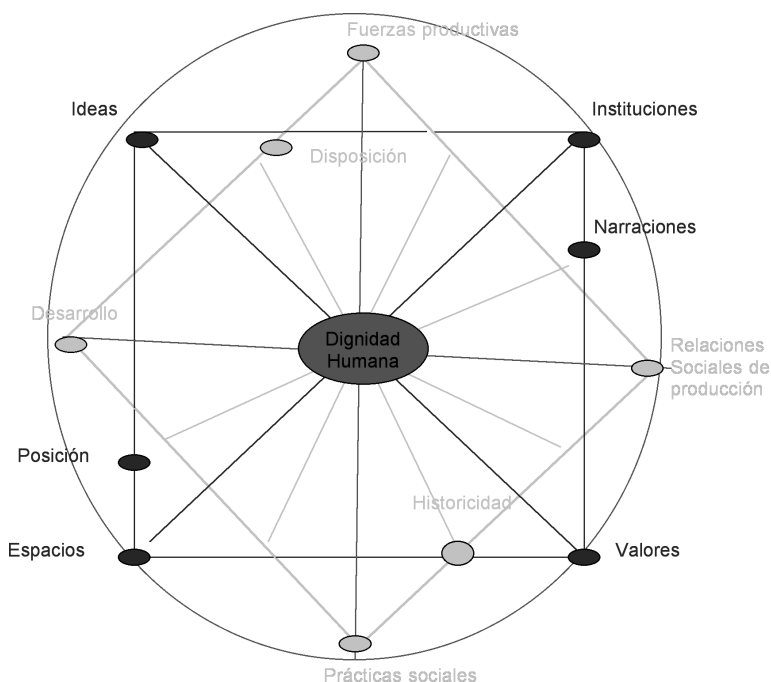 Fuerzas productivas
Ideas
Instituciones
Disposición
Narraciones
Desarrollo
Dignidad
Humana
Relaciones
Sociales de
producción
Posición
Historicidad
Espacios
Valores
Prácticas sociales